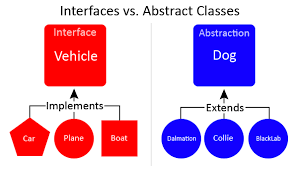 Interfaces vs. Abstract Classes
Interface
Vehicle
Implements
Car
Plane
Boat
Abstraction
Dog
Extends
Dalmation
Collie
BlackLab